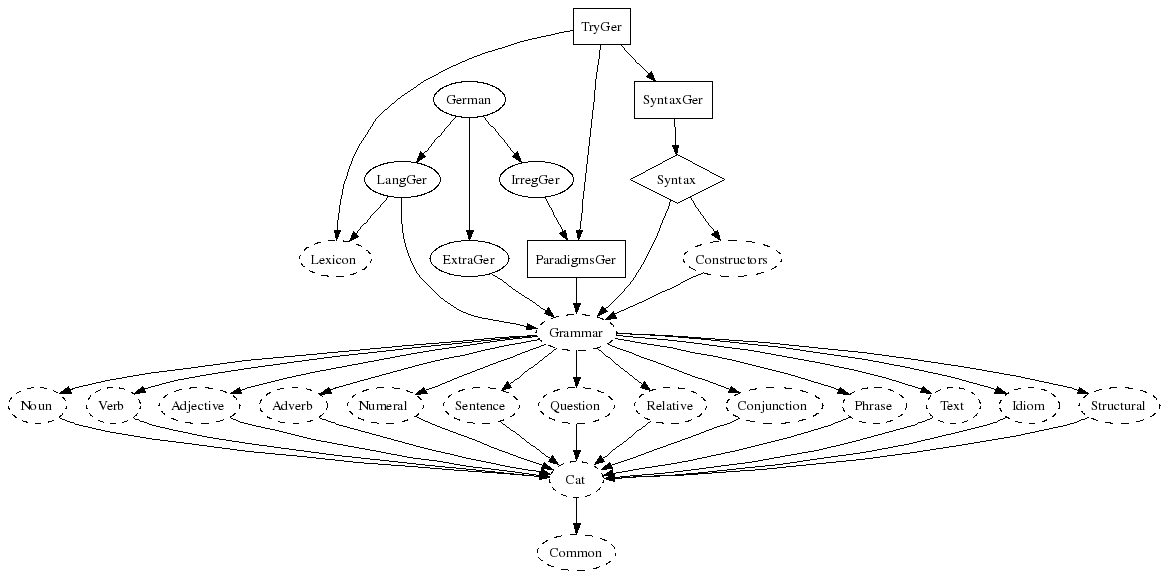 TryGer
German
SyntaxGer
LangGer
IrregGer
Syntax
Lexicon
ExtraGer
ParadigmsGer
Constructors
Grammar
Noun
Verb
Adjective
Adverb
Numeral
Sentence
Question
Relative
Conjunction
Phrase
Text
Idiom
Structural
Cat
Common